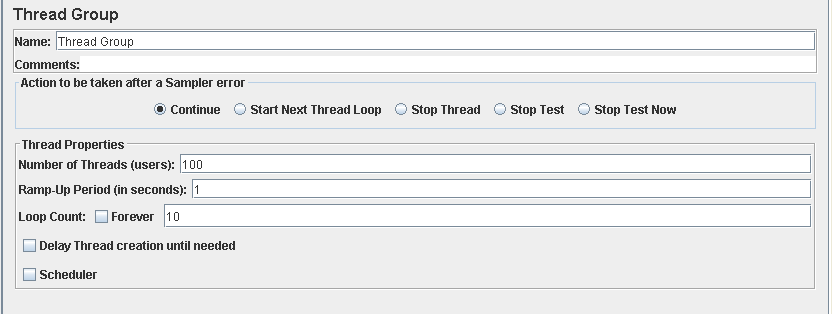 Thread Group
Name: Thread Group
Comments:
Action to be taken after a Sampler error
Continue Start Next Thread Loop Stop Thread Stop Test Stop Test Now
Thread Properties
Number of Threads (users): 100
Ramp-Up Period (in seconds): 1
Loop Count: Forever 10
Delay Thread creation until needed
Scheduler